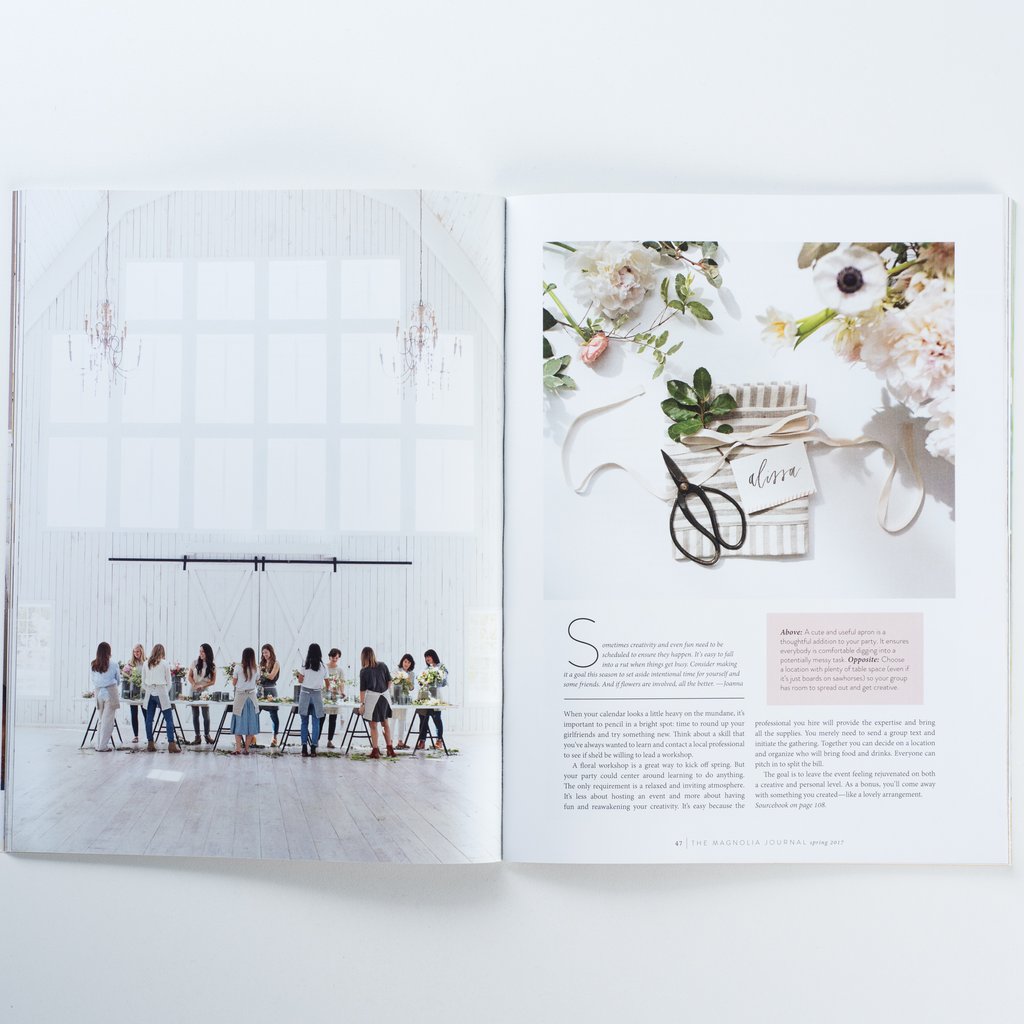 alissa
Sometimes creativity and even fun need to be
scheduled to ensure they happen. It's easy to fall
into a rut when things get busy. Consider making
it a goal this season to set aside intentional time for yourself and
some friends. And if flowers are involved, all the better. —Joanna
Above: A cute and useful apron is a
thoughtful addition to your party. It ensures
everybody is comfortable digging into a
potentially messy task. Opposite: Choose
a location with plenty of table space (even if
it's just boards on sawhorses) so your group
has room to spread out and get creative.
When your calendar looks a little heavy on the mundane, it's
important to pencil in a bright spot: time to round up your
girlfriends and try something new. Think about a skill that
you've always wanted to learn and contact a local professional
to see if she'd be willing to lead a workshop.
A floral workshop is a great way to kick off spring. But
your party could center around learning to do anything.
The only requirement is a relaxed and inviting atmosphere.
It's less about hosting an event and more about having
fun and reawakening your creativity. It's easy because the
professional you hire will provide the expertise and bring
all the supplies. You merely need to send a group text and
initiate the gathering. Together you can decide on a location
and organize who will bring food and drinks. Everyone can
pitch in to split the bill.
The goal is to leave the event feeling rejuvenated on both
a creative and personal level. As a bonus, you'll come away
with something you created—like a lovely arrangement.
Sourcebook on page 108.
47 | THE MAGNOLIA JOURNAL spring 2017